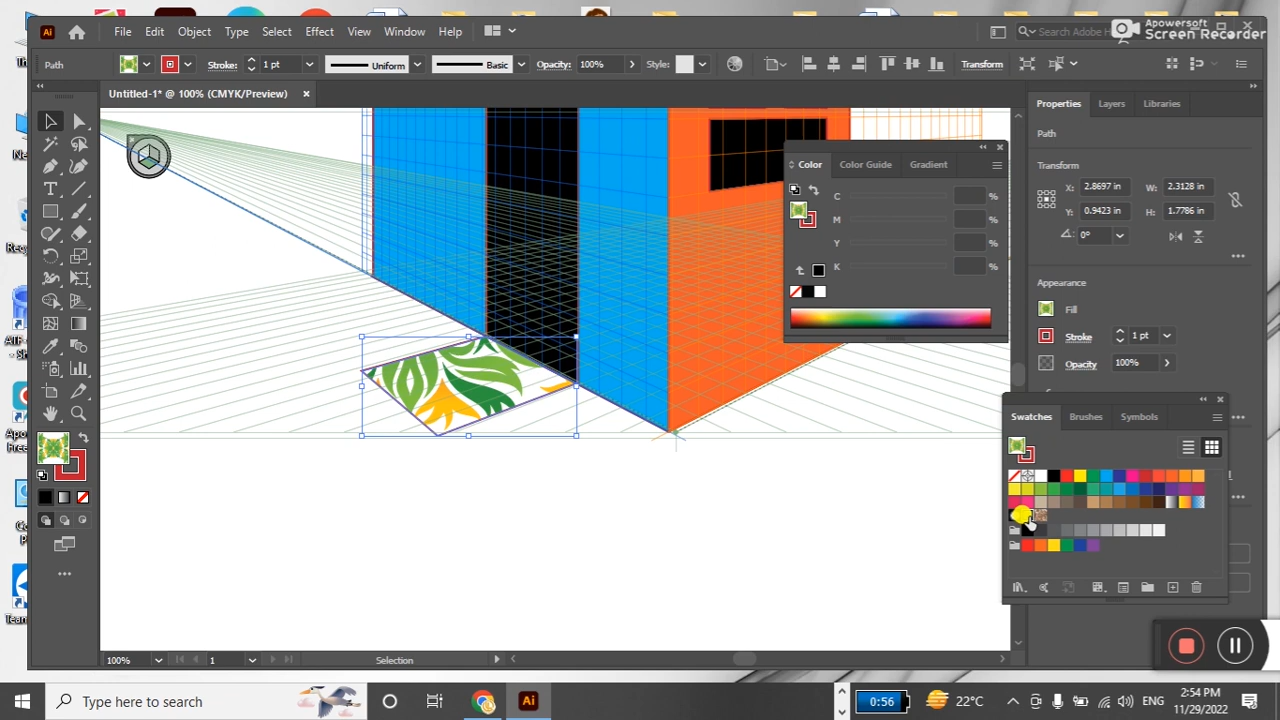 Ai File Edit Object Type Select Effect View Window Help
Search Adobe
Apowersoft
Screen Recorder
Path Stroke: 1 pt Uniform Basic Opacity: 100% Style: Transform
Untitled-1* @ 100% (CMYK/Preview) ×
Properties Layers Libraries
Path
Transform
X: 2.8697 in W: 2.3128 in
Y: 0.9423 in H: 1.7786 in
0°
Appearance
Fill
Stroke 1 pt
Opacity 100%
Color Color Guide Gradient
C %
M %
Y %
K %
Swatches Brushes Symbols
100% 1 Selection
Type here to search
Ai
0:56
22°C
ENG
2:54 PM
11/29/2022